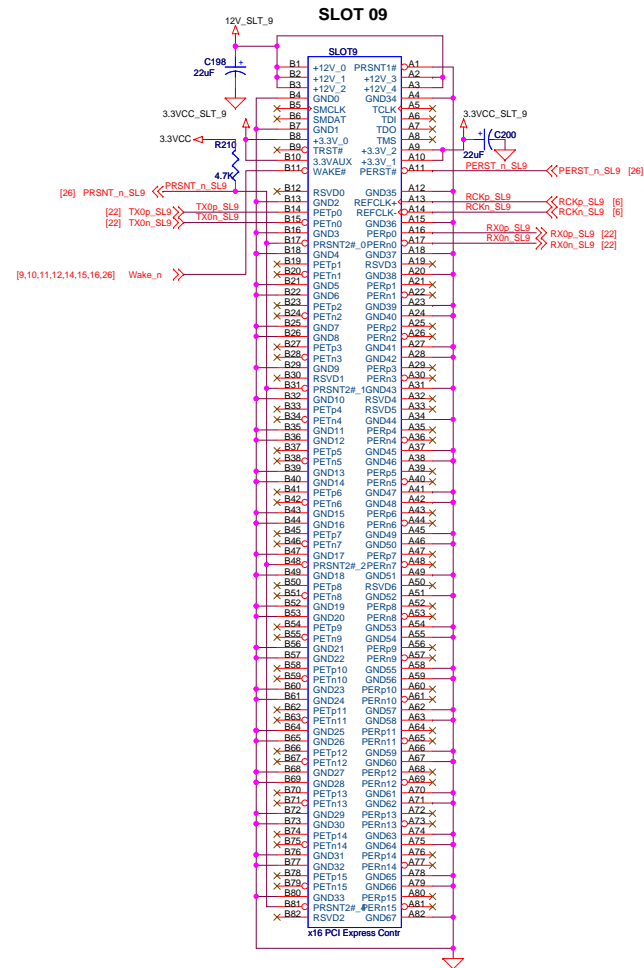 SLOT 09
12V_SLT_9
SLOT9
C198
22uF
3.3VCC_SLT_9
3.3VCC
R210
4.7K
3.3VCC_SLT_9
C200
22uF
PERST_n_SL9
PERST_n_SL9 [26]
[26] PRSNT_n_SL9
PRSNT_n_SL9
RCKp_SL9
RCKp_SL9 [6]
RCKn_SL9
RCKn_SL9 [6]
[22] TX0p_SL9
TX0p_SL9
[22] TX0n_SL9
TX0n_SL9
RX0p_SL9
RX0p_SL9 [22]
RX0n_SL9
RX0n_SL9 [22]
[9,10,11,12,14,15,16,26] Wake_n
B1 +12V_0 PRSNT1# A1
B2 +12V_1 +12V_3 A2
B3 +12V_2 +12V_4 A3
B4 GND0 GND34 A4
B5 SMCLK TCLK A5
B6 SMDAT TDI A6
B7 GND1 TDO A7
B8 +3.3V_0 TMS A8
B9 TRST# +3.3V_2 A9
B10 3.3VAUX +3.3V_1 A10
B11 WAKE# PERST# A11
B12 RSVD0 GND35 A12
B13 GND2 REFCLK+ A13
B14 PETp0 REFCLK- A14
B15 PETn0 GND36 A15
B16 GND3 PERp0 A16
B17 PRSNT2#_0 PERn0 A17
B18 GND4 GND37 A18
B19 PETp1 RSVD3 A19
B20 PETn1 GND38 A20
B21 GND5 PERp1 A21
B22 GND6 PERn1 A22
B23 PETp2 GND39 A23
B24 PETn2 GND40 A24
B25 GND7 PERp2 A25
B26 GND8 PERn2 A26
B27 PETp3 GND41 A27
B28 PETn3 GND42 A28
B29 GND9 PERp3 A29
B30 RSVD1 PERn3 A30
B31 PRSNT2#_1 GND43 A31
B32 GND10 RSVD4 A32
B33 PETp4 RSVD5 A33
B34 PETn4 GND44 A34
B35 GND11 PERp4 A35
B36 GND12 PERn4 A36
B37 PETp5 GND45 A37
B38 PETn5 GND46 A38
B39 GND13 PERp5 A39
B40 GND14 PERn5 A40
B41 PETp6 GND47 A41
B42 PETn6 GND48 A42
B43 GND15 PERp6 A43
B44 GND16 PERn6 A44
B45 PETp7 GND49 A45
B46 PETn7 GND50 A46
B47 GND17 PERp7 A47
B48 PRSNT2#_2 PERn7 A48
B49 GND18 GND51 A49
B50 PETp8 RSVD6 A50
B51 PETn8 GND52 A51
B52 GND19 PERp8 A52
B53 GND20 PERn8 A53
B54 PETp9 GND53 A54
B55 PETn9 GND54 A55
B56 GND21 PERp9 A56
B57 GND22 PERn9 A57
B58 PETp10 GND55 A58
B59 PETn10 GND56 A59
B60 GND23 PERp10 A60
B61 GND24 PERn10 A61
B62 PETp11 GND57 A62
B63 PETn11 GND58 A63
B64 GND25 PERp11 A64
B65 GND26 PERn11 A65
B66 PETp12 GND59 A66
B67 PETn12 GND60 A67
B68 GND27 PERp12 A68
B69 GND28 PERn12 A69
B70 PETp13 GND61 A70
B71 PETn13 GND62 A71
B72 GND29 PERp13 A72
B73 GND30 PERn13 A73
B74 PETp14 GND63 A74
B75 PETn14 GND64 A75
B76 GND31 PERp14 A76
B77 GND32 PERn14 A77
B78 PETp15 GND65 A78
B79 PETn15 GND66 A79
B80 GND33 PERp15 A80
B81 PRSNT2#_ PERn15 A81
B82 RSVD2 GND67 A82
x16 PCI Express Contr